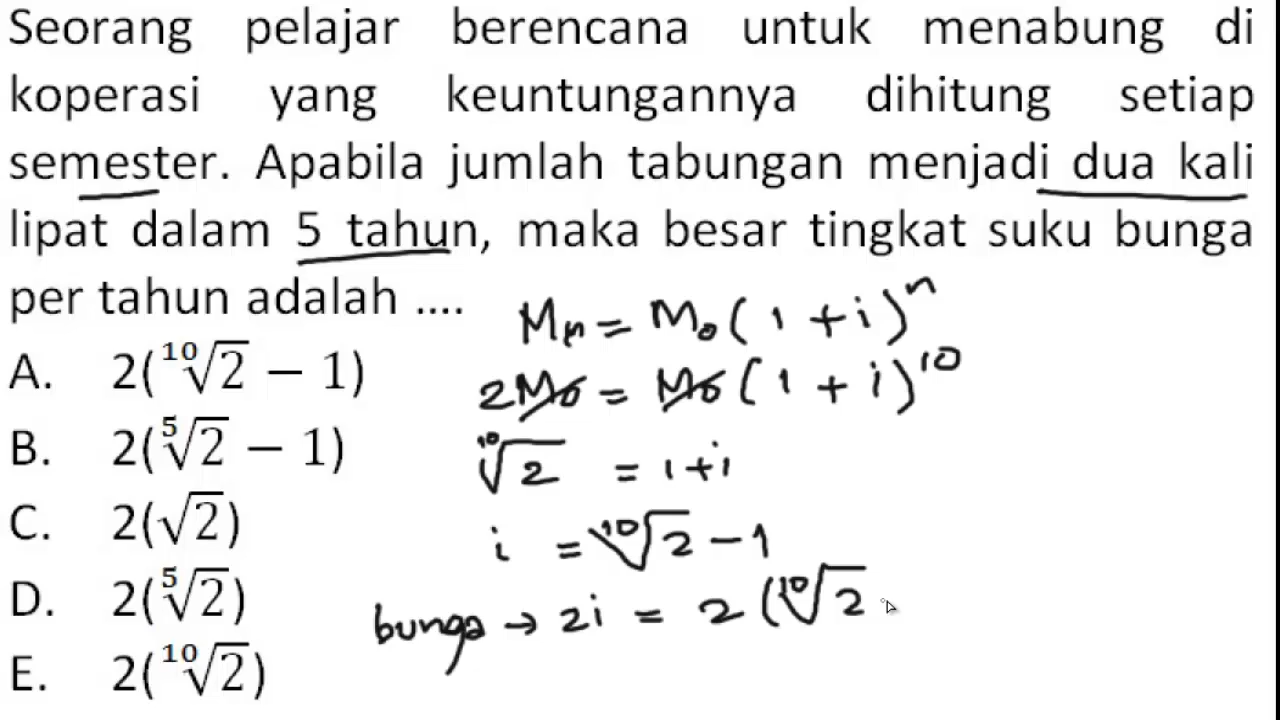 Seorang pelajar berencana untuk menabung di
koperasi yang keuntungannya dihitung setiap
semester. Apabila jumlah tabungan menjadi dua kali
lipat dalam 5 tahun, maka besar tingkat suku bunga
per tahun adalah ....
A. 2(¹⁰√2 − 1)
B. 2(⁵√2 − 1)
C. 2(√2)
D. 2(⁵√2)
E. 2(¹⁰√2)
Mn = M₀(1+i)ⁿ
2M₀ = M₀(1+i)¹⁰
¹⁰√2 = 1+i
i = ¹⁰√2 − 1
bunga → 2i = 2(¹⁰√2